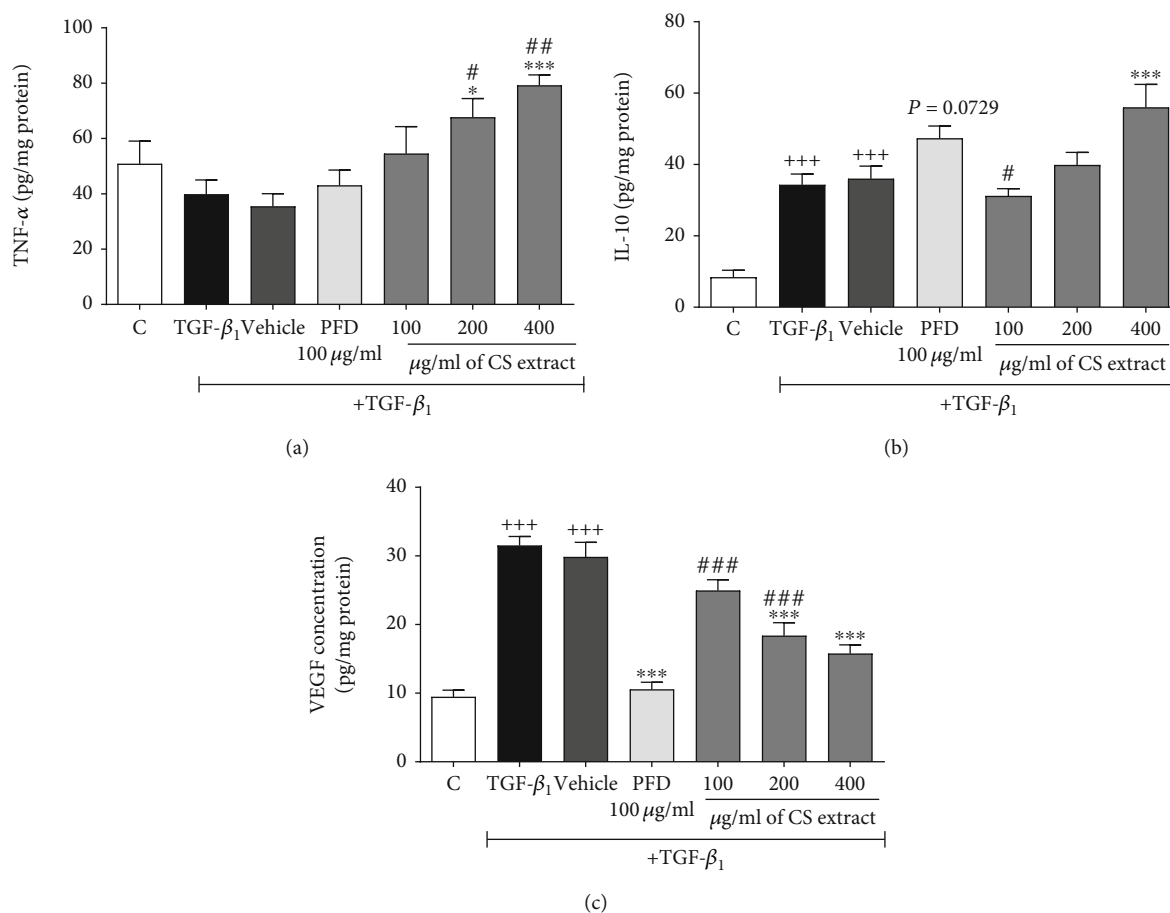 TNF-α (pg/mg protein)
100
80
60
40
20
0
#
*
##
***
C
TGF-β₁
Vehicle
PFD
100 μg/ml
100
200
400
μg/ml of CS extract
+TGF-β₁
(a)
IL-10 (pg/mg protein)
80
60
40
20
0
+++
+++
P = 0.0729
#
***
C
TGF-β₁
Vehicle
PFD
100 μg/ml
100
200
400
μg/ml of CS extract
+TGF-β₁
(b)
VEGF concentration
(pg/mg protein)
40
30
20
10
0
+++
+++
***
###
###
***
***
C
TGF-β₁
Vehicle
PFD
100 μg/ml
100
200
400
μg/ml of CS extract
+TGF-β₁
(c)